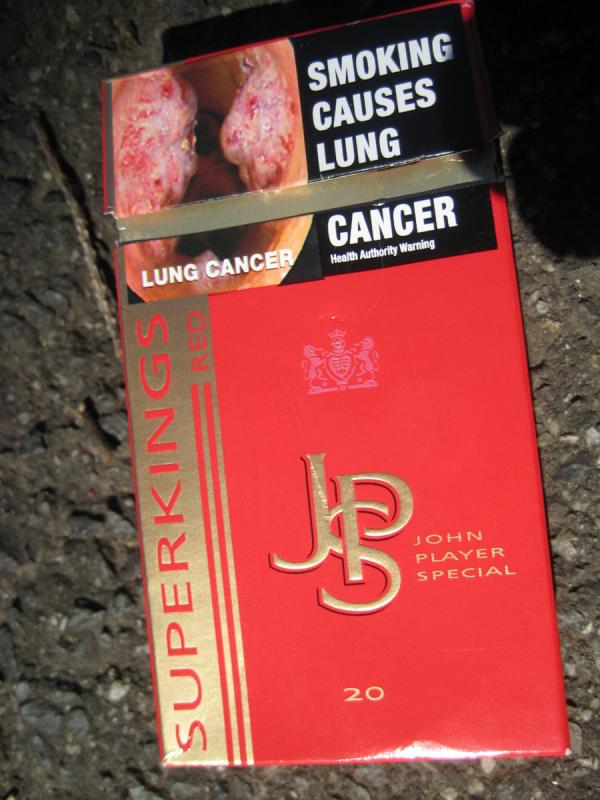 SMOKING
CAUSES
LUNG
CANCER
Health Authority Warning
LUNG CANCER
SUPERKINGS
RED
JPS
JOHN
PLAYER
SPECIAL
20